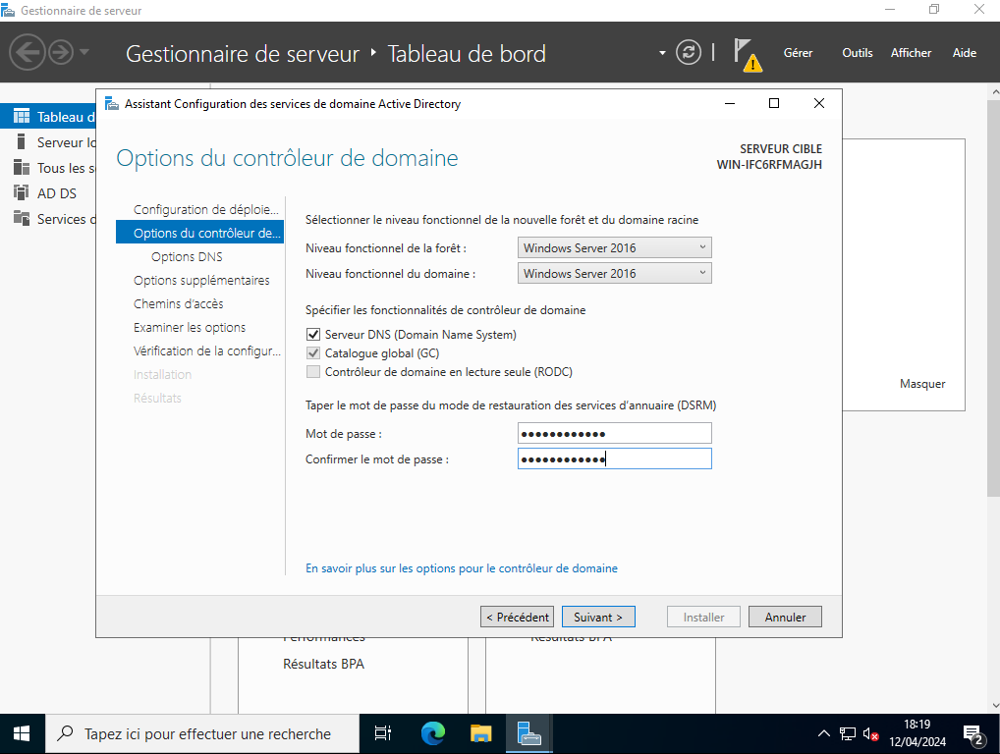 Gestionnaire de serveur
Gestionnaire de serveur Tableau de bord
Gérer Outils Afficher Aide
Assistant Configuration des services de domaine Active Directory
Tableau d
Serveur lo
Tous les s
AD DS
Services d
Options du contrôleur de domaine
SERVEUR CIBLE
WIN-IFC6RFMAGJH
Configuration de déploie...
Options du contrôleur de...
Options DNS
Options supplémentaires
Chemins d'accès
Examiner les options
Vérification de la configur...
Installation
Résultats
Sélectionner le niveau fonctionnel de la nouvelle forêt et du domaine racine
Niveau fonctionnel de la forêt : Windows Server 2016
Niveau fonctionnel du domaine : Windows Server 2016
Spécifier les fonctionnalités de contrôleur de domaine
Serveur DNS (Domain Name System)
Catalogue global (GC)
Contrôleur de domaine en lecture seule (RODC)
Taper le mot de passe du mode de restauration des services d'annuaire (DSRM)
Mot de passe : ●●●●●●●●●●●●
Confirmer le mot de passe : ●●●●●●●●●●●●
En savoir plus sur les options pour le contrôleur de domaine
< Précédent Suivant > Installer Annuler
Masquer
Performances
Résultats BPA
Résultats BPA
Tapez ici pour effectuer une recherche
18:19
12/04/2024
2